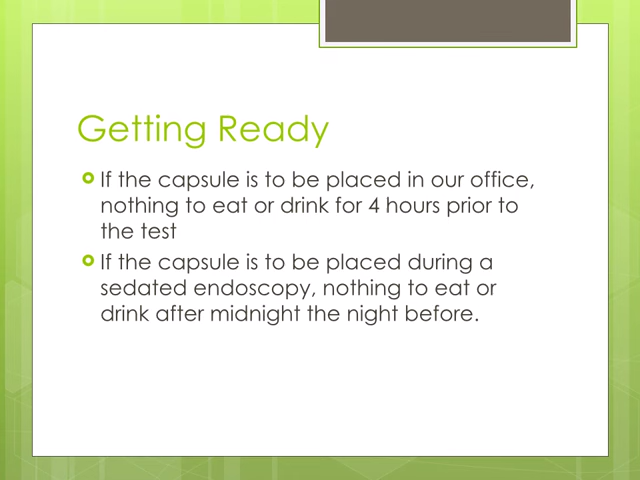 Getting Ready
If the capsule is to be placed in our office,
nothing to eat or drink for 4 hours prior to
the test
If the capsule is to be placed during a
sedated endoscopy, nothing to eat or
drink after midnight the night before.